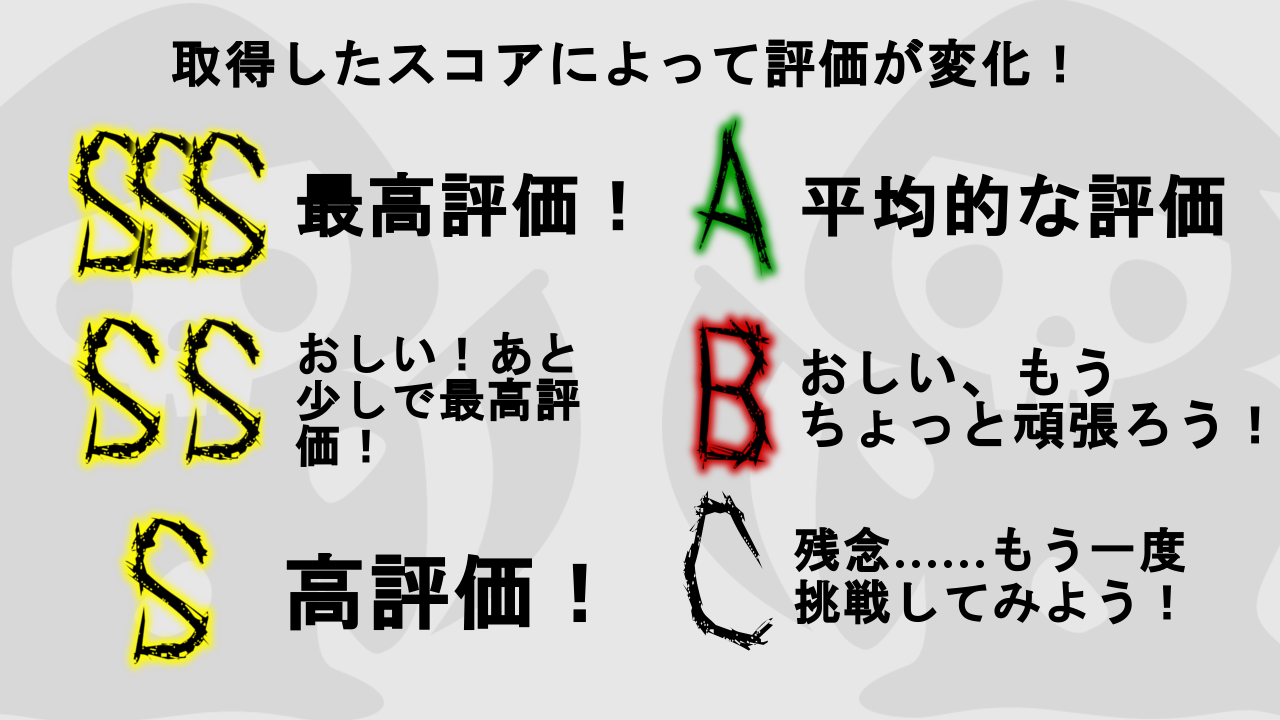 取得したスコアによって評価が変化！
SSS
最高評価！
SS
おしい！あと
少しで最高評
価！
S
高評価！
A
平均的な評価
B
おしい、もう
ちょっと頑張ろう！
C
残念……もう一度
挑戦してみよう！